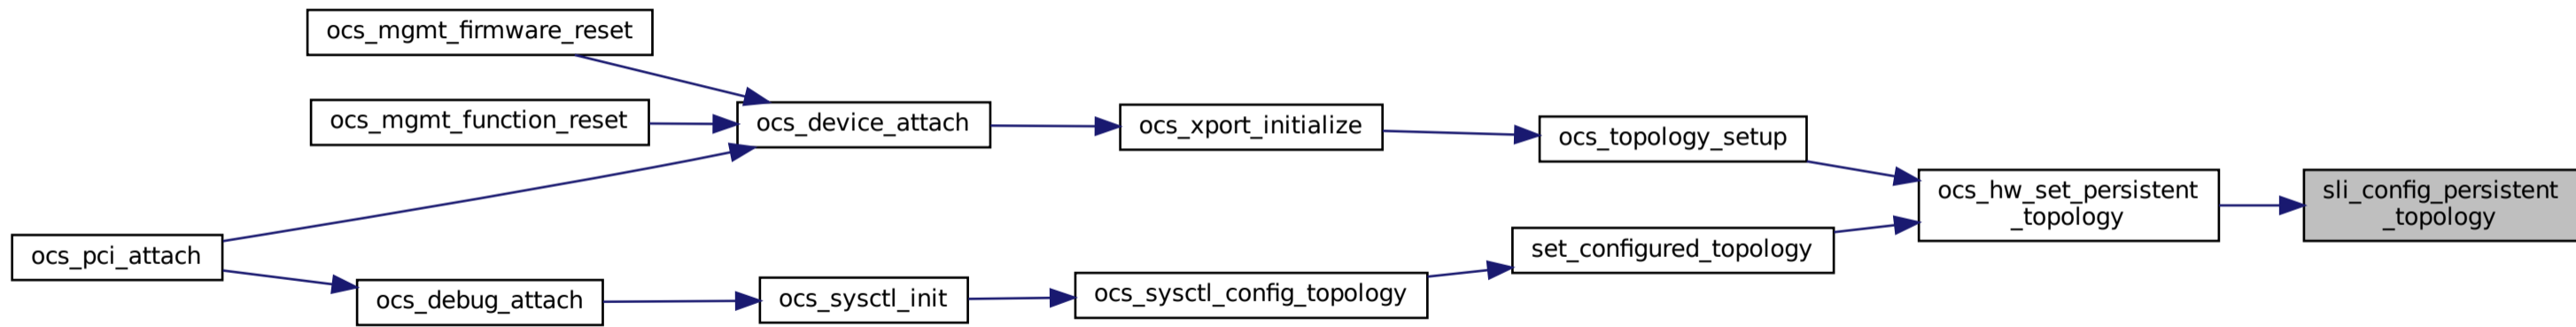 ocs_mgmt_firmware_reset
ocs_mgmt_function_reset
ocs_device_attach
ocs_xport_initialize
ocs_topology_setup
ocs_hw_set_persistent
_topology
sli_config_persistent
_topology
ocs_pci_attach
ocs_debug_attach
ocs_sysctl_init
ocs_sysctl_config_topology
set_configured_topology